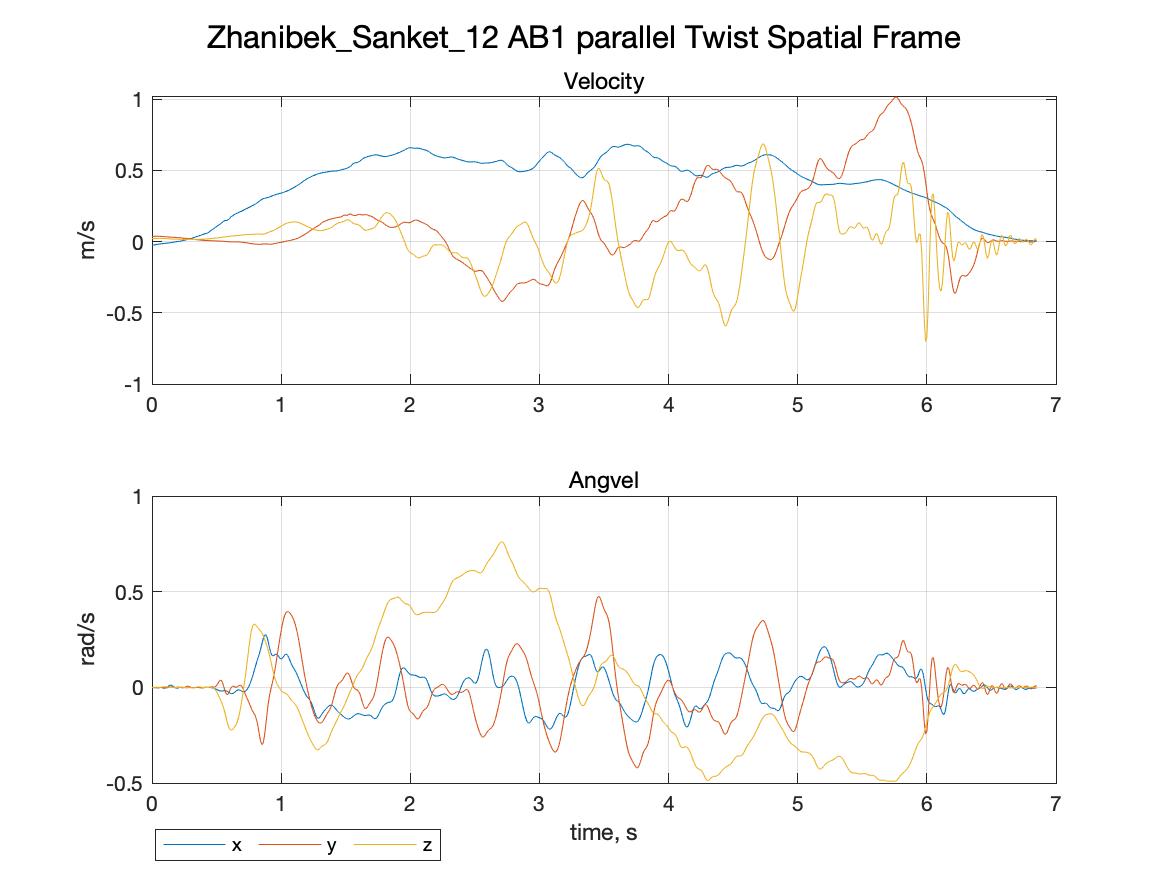 Zhanibek_Sanket_12 AB1 parallel Twist Spatial Frame
Velocity
1
0.5
0
-0.5
-1
m/s
0 1 2 3 4 5 6 7
Angvel
1
0.5
0
-0.5
rad/s
0 1 2 3 4 5 6 7
time, s
x y z